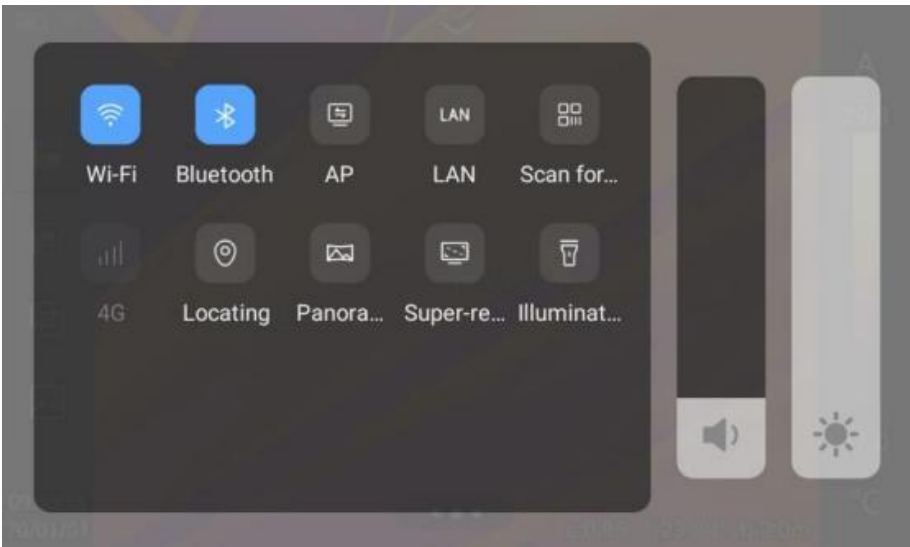 LAN
Wi-Fi
Bluetooth
AP
LAN
Scan for...
4G
Locating
Panora...
Super-re...
Illuminat...
°C